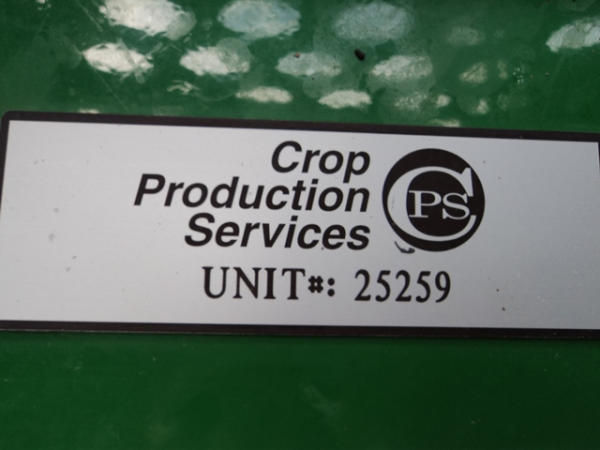 Crop
Production
Services
CPS
UNIT#: 25259